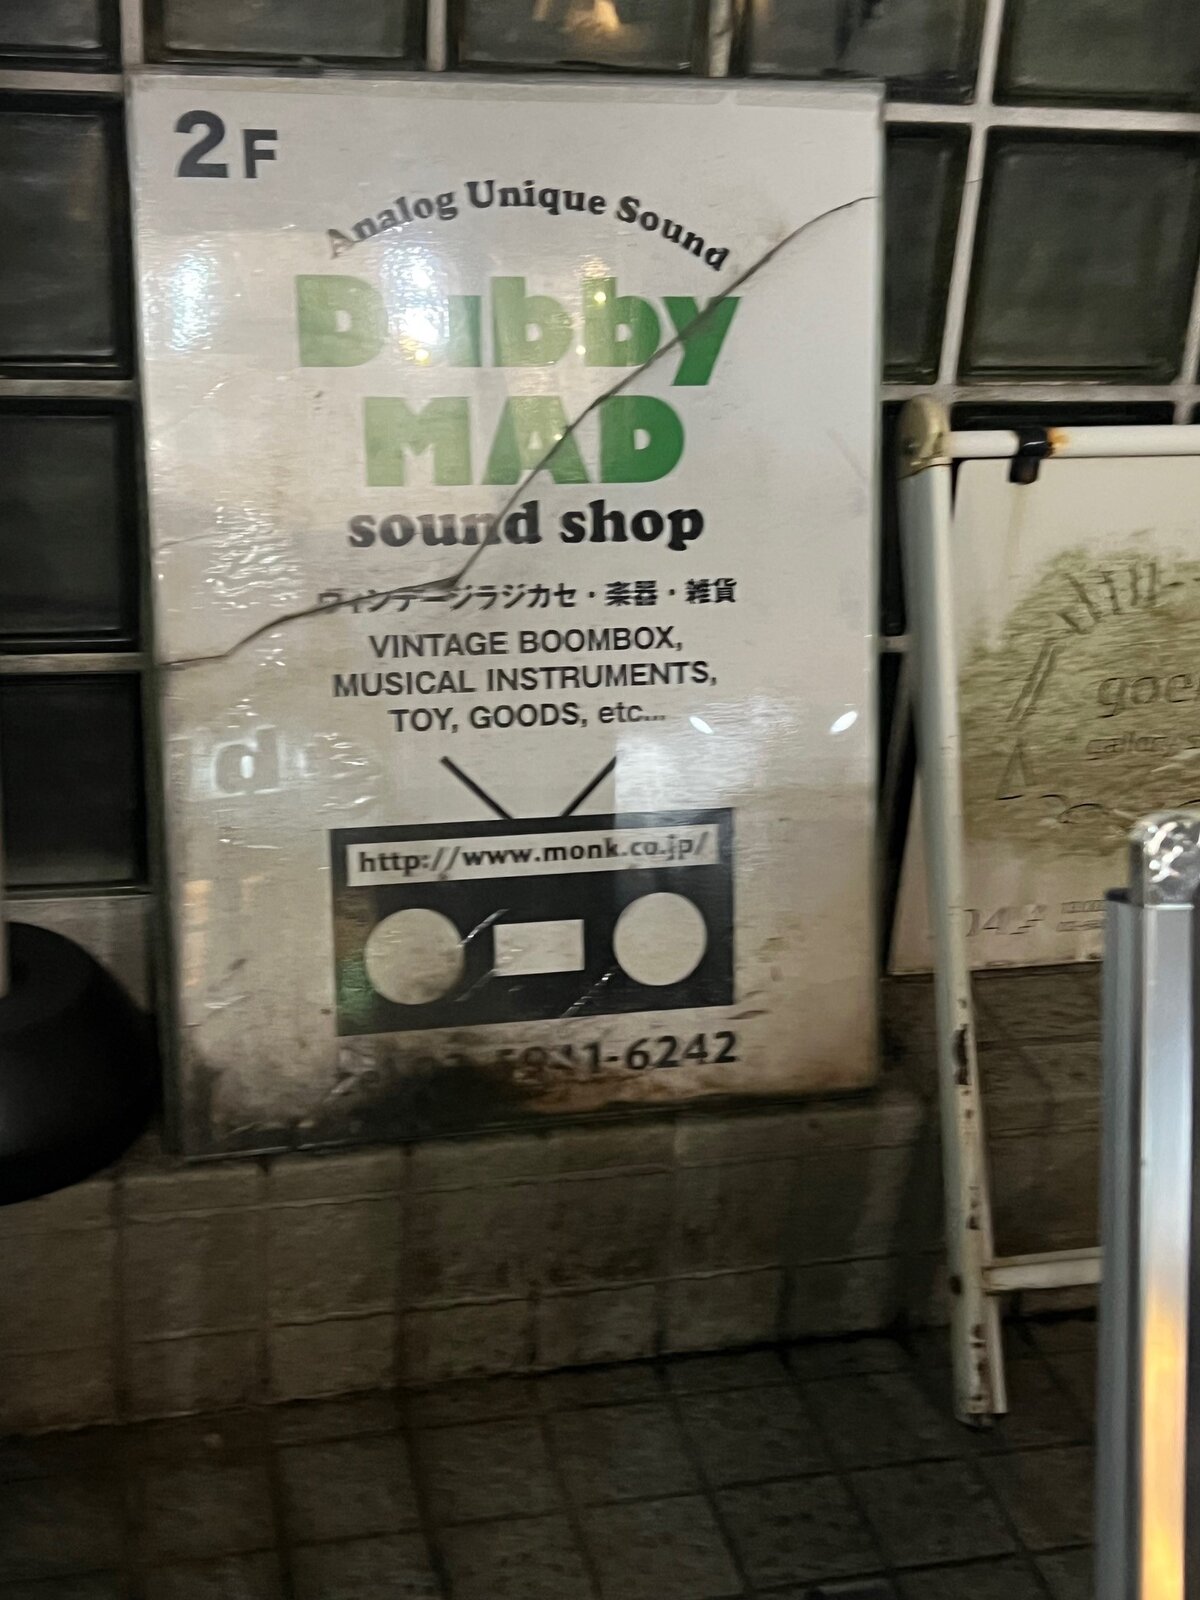 2F
Analog Unique Sound
Dubby
MAD
sound shop
ヴィンテージラジカセ・楽器・雑貨
VINTAGE BOOMBOX,
MUSICAL INSTRUMENTS,
TOY, GOODS, etc...
http://www.monk.co.jp/
6242